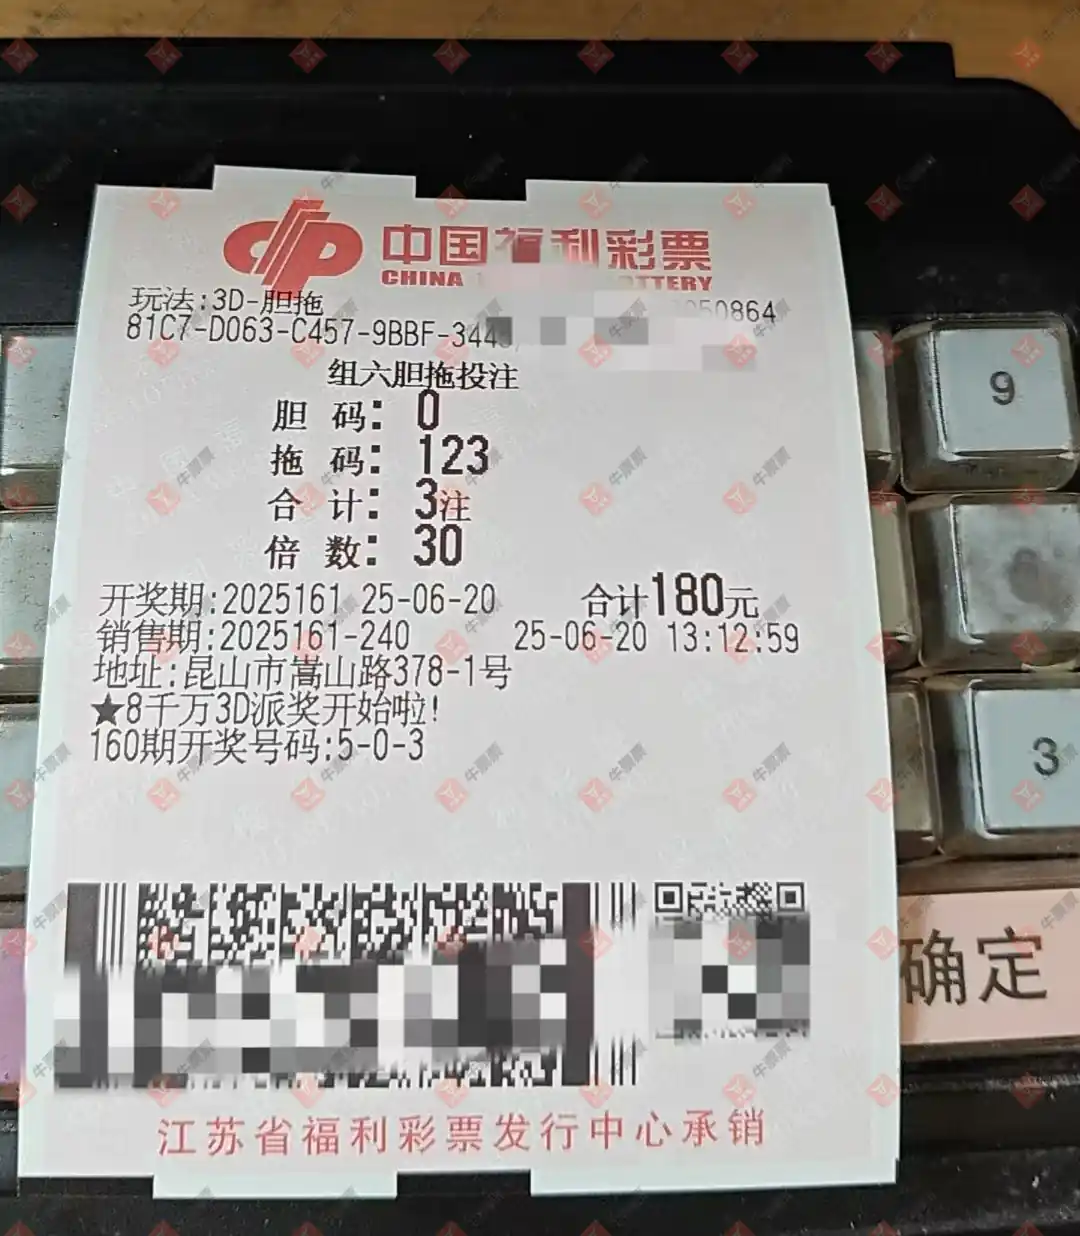 中国福利彩票
CHINA OTTERY
玩法:3D-胆拖
050864
81C7-D063-C457-9BBF-344
组六胆拖投注
胆 码: 0
拖 码: 123
合 计: 3注
倍 数: 30
开奖期:2025161 25-06-20 合计180元
销售期:2025161-240 25-06-20 13:12:59
地址:昆山市嵩山路378-1号
★8千万3D派奖开始啦!
160期开奖号码:5-0-3
江苏省福利彩票发行中心承销
9
3
确定
牛票票